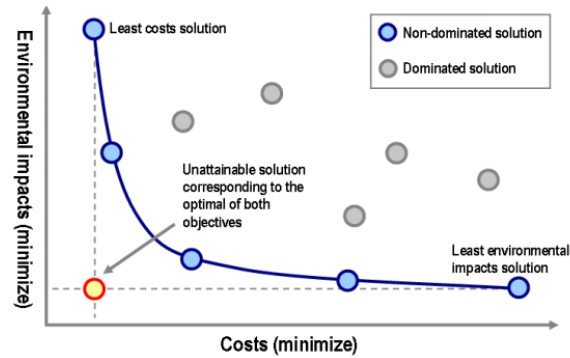 Least costs solution
Non-dominated solution
Dominated solution
Environmental impacts (minimize)
Unattainable solution
corresponding to the
optimal of both
objectives
Least environmental
impacts solution
Costs (minimize)